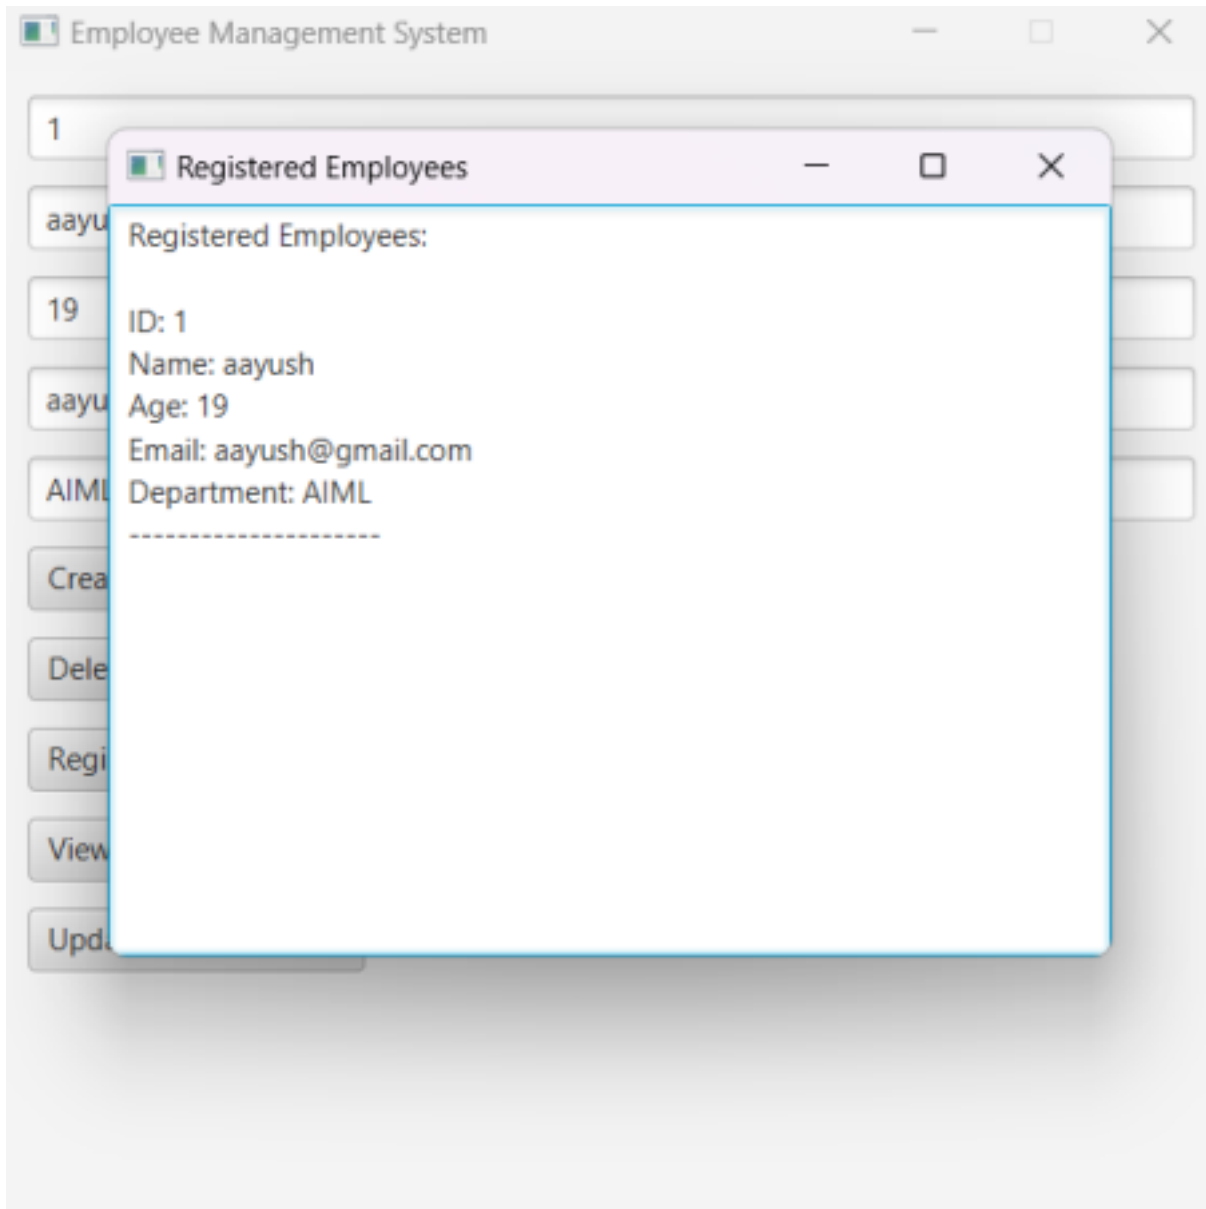 Employee Management System
1
Registered Employees
aayu
Registered Employees:
19
ID: 1
Name: aayush
aayu
Age: 19
Email: aayush@gmail.com
AIML
Department: AIML
---------------------
Crea
Dele
Regi
View
Upda